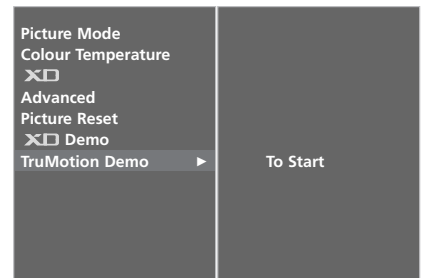 Picture Mode
Colour Temperature
XD
Advanced
Picture Reset
XD Demo
TruMotion Demo ►
To Start